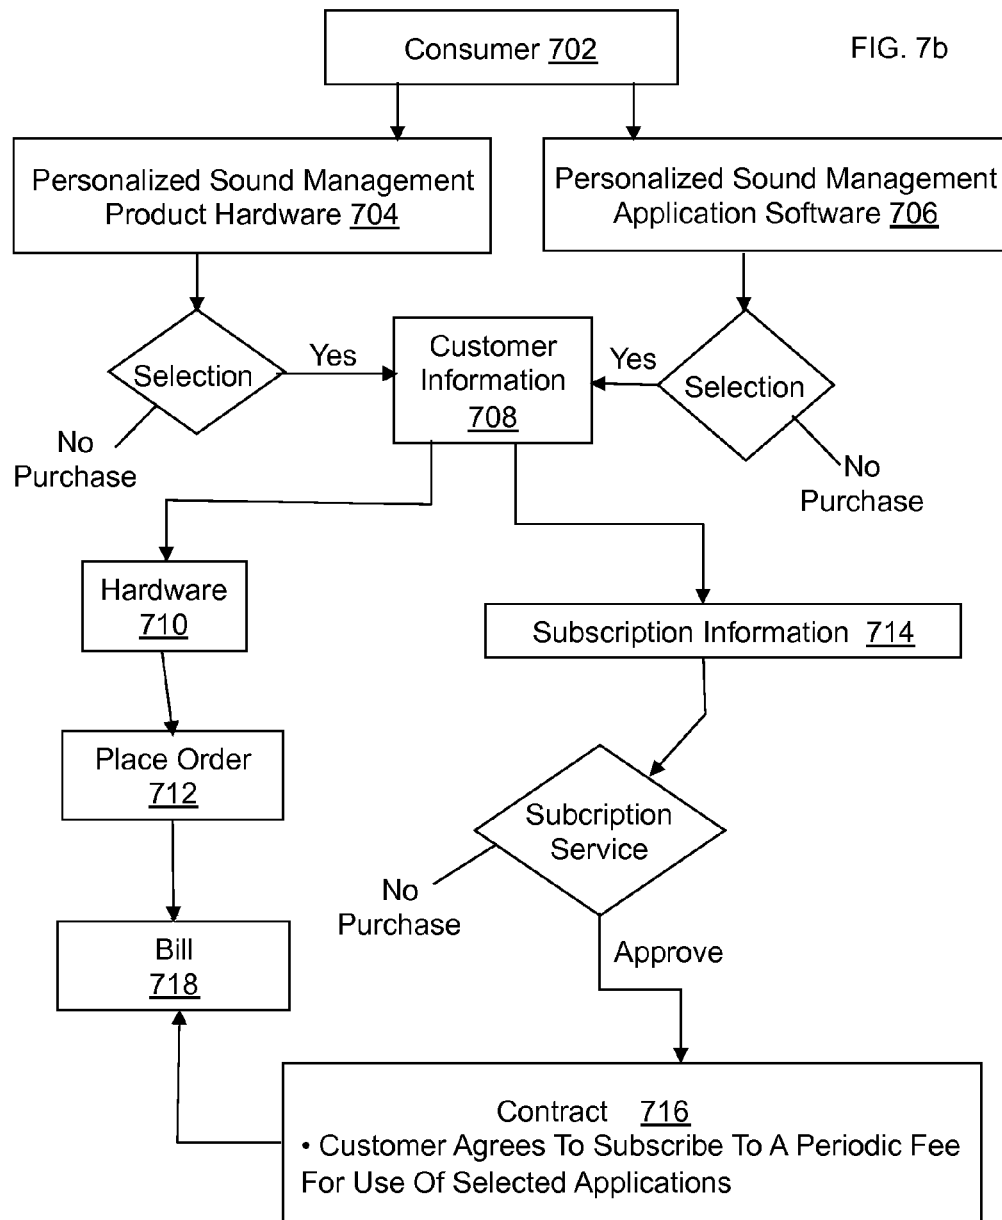 Consumer 702
FIG. 7b
Personalized Sound Management
Product Hardware 704
Personalized Sound Management
Application Software 706
Selection
Yes
Customer
Information
708
Yes
Selection
No
Purchase
No
Purchase
Hardware
710
Subscription Information 714
Place Order
712
Subcription
Service
No
Purchase
Approve
Bill
718
Contract 716
• Customer Agrees To Subscribe To A Periodic Fee
For Use Of Selected Applications